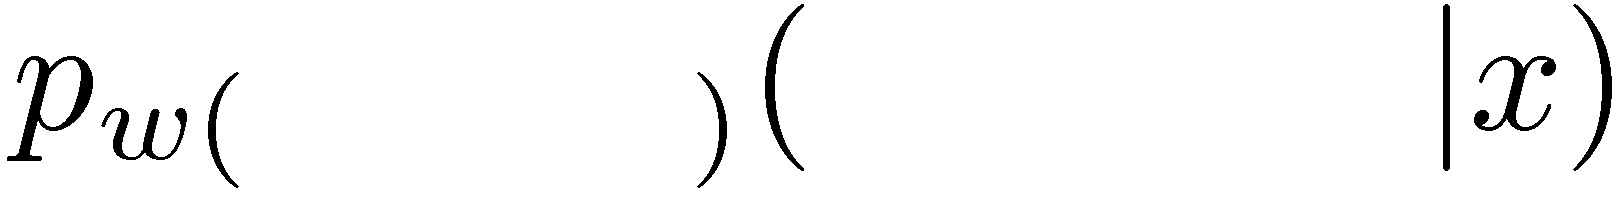 p_{w( )}( |x)